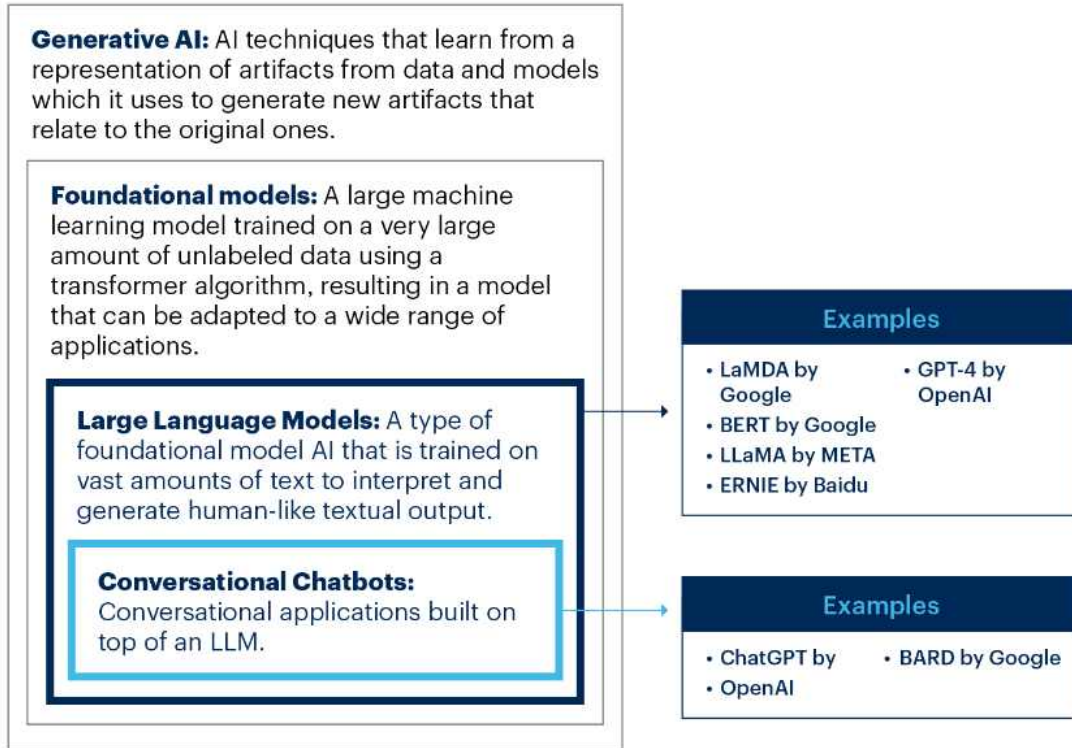 Generative AI: AI techniques that learn from a
representation of artifacts from data and models
which it uses to generate new artifacts that
relate to the original ones.
Foundational models: A large machine
learning model trained on a very large
amount of unlabeled data using a
transformer algorithm, resulting in a model
that can be adapted to a wide range of
applications.
Large Language Models: A type of
foundational model AI that is trained on
vast amounts of text to interpret and
generate human-like textual output.
Conversational Chatbots:
Conversational applications built on
top of an LLM.
Examples
• LaMDA by
Google
• BERT by Google
• LLaMA by META
• ERNIE by Baidu
• GPT-4 by
OpenAI
Examples
• ChatGPT by
• OpenAI
• BARD by Google